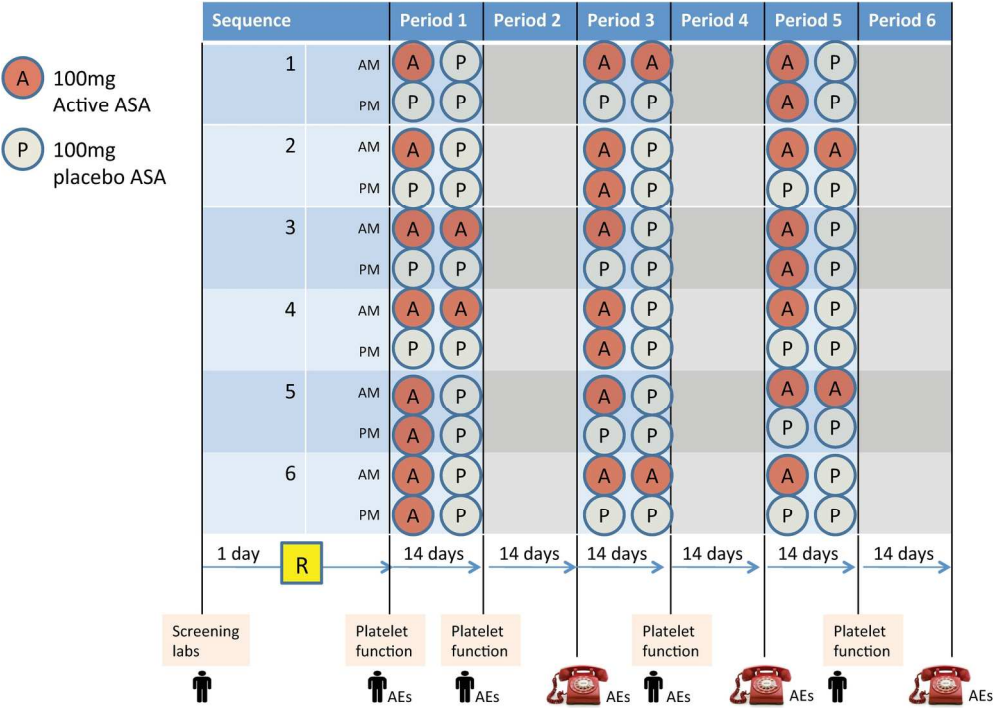 Sequence Period 1 Period 2 Period 3 Period 4 Period 5 Period 6
A 100mg
Active ASA
P 100mg
placebo ASA
1 AM A P A A A P
PM P P P P A P
2 AM A P A P A A
PM P P A P P P
3 AM A A A P A P
PM P P P P A P
4 AM A A A P A P
PM P P A P P P
5 AM A P A P A A
PM A P P P P P
6 AM A P A A A P
PM A P P P P P
1 day R 14 days 14 days 14 days 14 days 14 days 14 days
Screening
labs
Platelet
function
AEs
Platelet
function
AEs
AEs
Platelet
function
AEs
AEs
Platelet
function
AEs
AEs